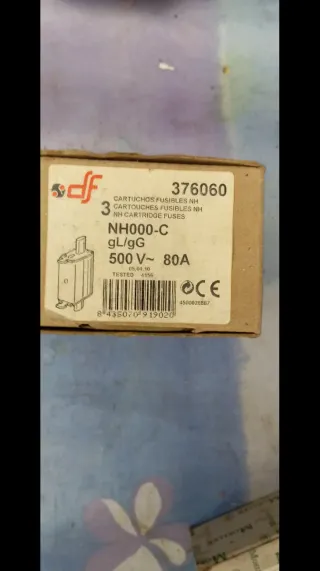 df
376060
3
CARTUCHOS FUSIBLES NH
CARTOUCHES FUSIBLES NH
NH CARTRIDGE FUSES
NH000-C
gL/gG
500 V~ 80A
TESTED
CE
8 435070 919020